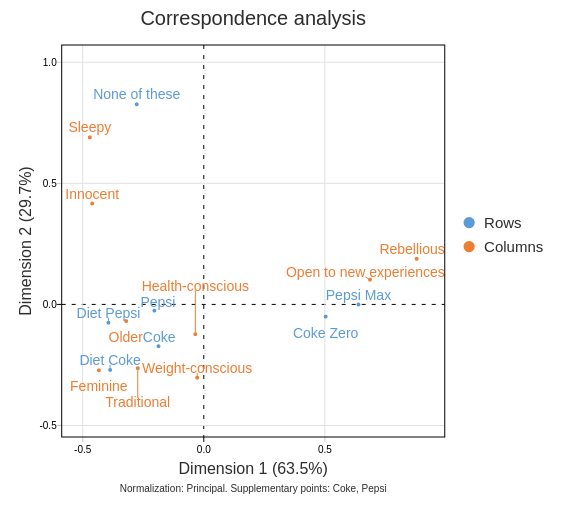 Correspondence analysis
1.0
None of these
Sleepy
0.5
Innocent
Rows
Rebellious
Columns
Open to new experiences
Health-conscious
Pepsi Max
Pepsi
0.0
Diet Pepsi
Coke Zero
Older
Coke
Diet Coke
Weight-conscious
Feminine
Traditional
-0.5
-0.5
0.0
0.5
Dimension 2 (29.7%)
Dimension 1 (63.5%)
Normalization: Principal. Supplementary points: Coke, Pepsi